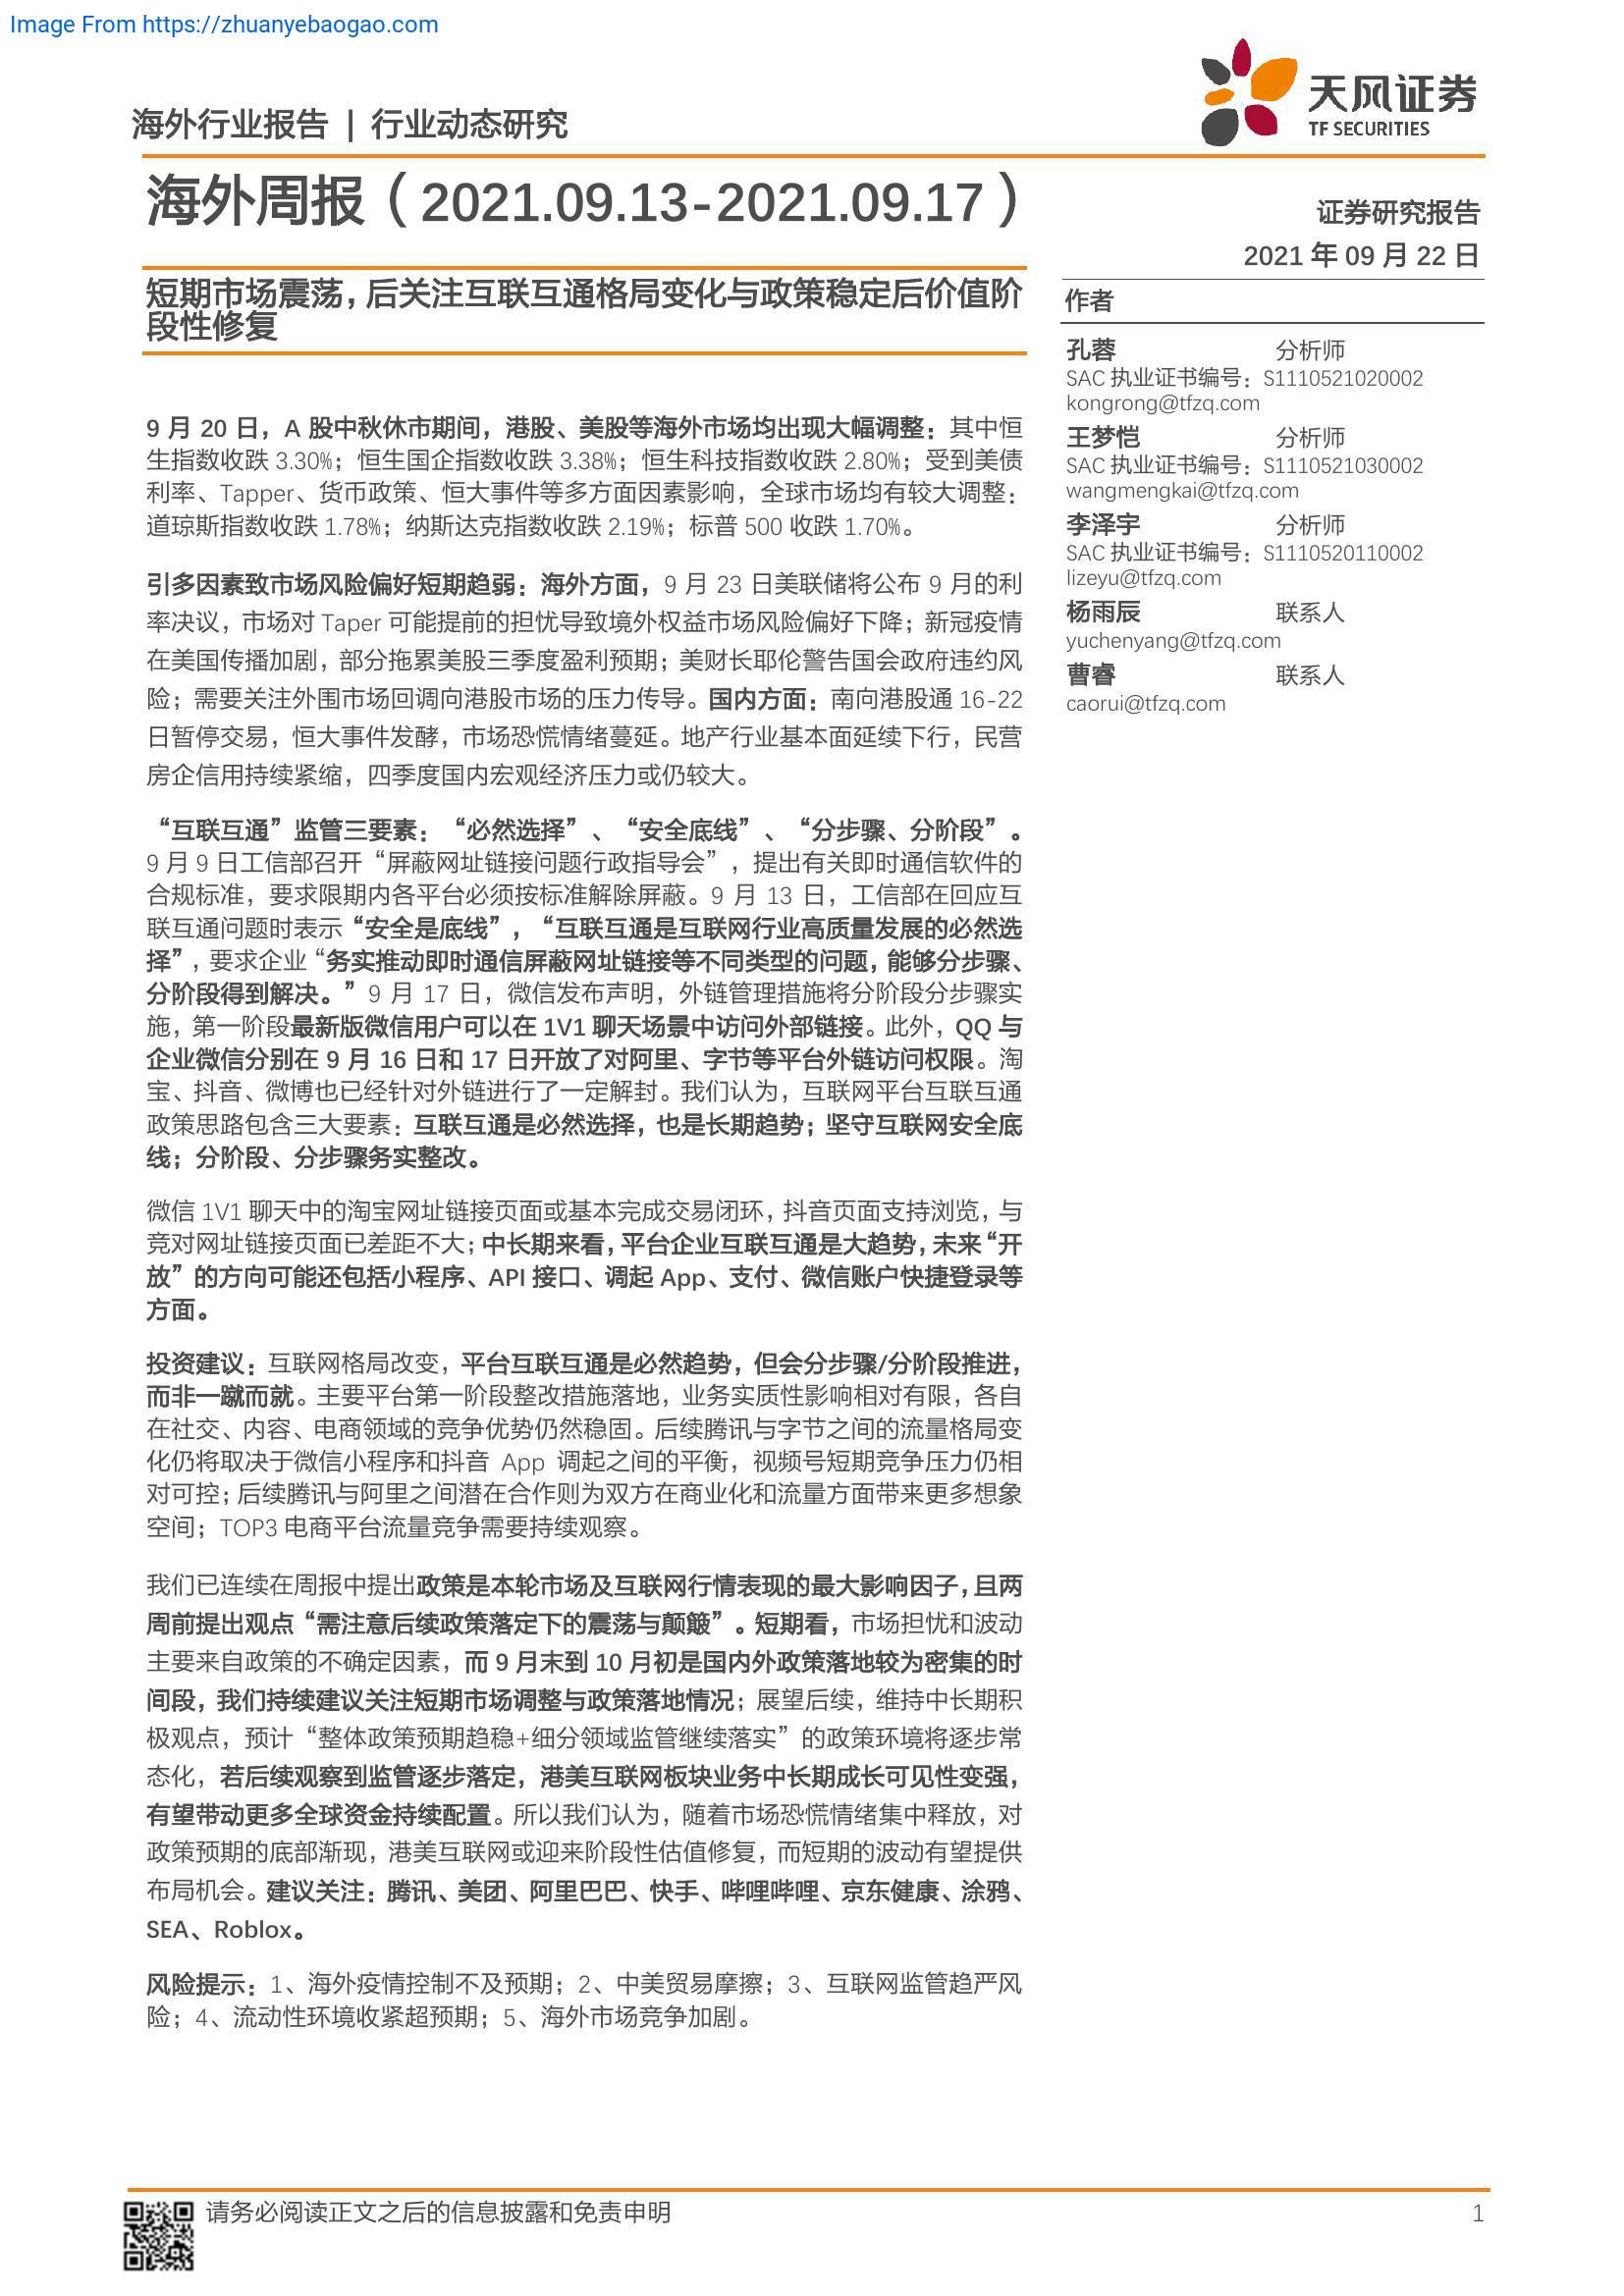 Image From https://zhuanyebaogao.com
天风证券
TF SECURITIES
海外行业报告 | 行业动态研究
海外周报（2021.09.13-2021.09.17）
证券研究报告
2021 年 09 月 22 日
短期市场震荡，后关注互联互通格局变化与政策稳定后价值阶
段性修复
作者
孔蓉 分析师
SAC 执业证书编号：S1110521020002
kongrong@tfzq.com
王梦恺 分析师
SAC 执业证书编号：S1110521030002
wangmengkai@tfzq.com
李泽宇 分析师
SAC 执业证书编号：S1110520110002
lizeyu@tfzq.com
杨雨辰 联系人
yuchenyang@tfzq.com
曹睿 联系人
caorui@tfzq.com
9 月 20 日，A 股中秋休市期间，港股、美股等海外市场均出现大幅调整：其中恒
生指数收跌 3.30%；恒生国企指数收跌 3.38%；恒生科技指数收跌 2.80%；受到美债
利率、Tapper、货币政策、恒大事件等多方面因素影响，全球市场均有较大调整：
道琼斯指数收跌 1.78%；纳斯达克指数收跌 2.19%；标普 500 收跌 1.70%。
引多因素致市场风险偏好短期趋弱：海外方面，9 月 23 日美联储将公布 9 月的利
率决议，市场对 Taper 可能提前的担忧导致境外权益市场风险偏好下降；新冠疫情
在美国传播加剧，部分拖累美股三季度盈利预期；美财长耶伦警告国会政府违约风
险；需要关注外围市场回调向港股市场的压力传导。国内方面：南向港股通 16-22
日暂停交易，恒大事件发酵，市场恐慌情绪蔓延。地产行业基本面延续下行，民营
房企信用持续紧缩，四季度国内宏观经济压力或仍较大。
“互联互通”监管三要素：“必然选择”、“安全底线”、“分步骤、分阶段”。
9 月 9 日工信部召开“屏蔽网址链接问题行政指导会”，提出有关即时通信软件的
合规标准，要求限期内各平台必须按标准解除屏蔽。9 月 13 日，工信部在回应互
联互通问题时表示“安全是底线”，“互联互通是互联网行业高质量发展的必然选
择”，要求企业“务实推动即时通信屏蔽网址链接等不同类型的问题，能够分步骤、
分阶段得到解决。”9 月 17 日，微信发布声明，外链管理措施将分阶段分步骤实
施，第一阶段最新版微信用户可以在 1V1 聊天场景中访问外部链接。此外，QQ 与
企业微信分别在 9 月 16 日和 17 日开放了对阿里、字节等平台外链访问权限。淘
宝、抖音、微博也已经针对外链进行了一定解封。我们认为，互联网平台互联互通
政策思路包含三大要素：互联互通是必然选择，也是长期趋势；坚守互联网安全底
线；分阶段、分步骤务实整改。
微信 1V1 聊天中的淘宝网址链接页面或基本完成交易闭环，抖音页面支持浏览，与
竞对网址链接页面已差距不大；中长期来看，平台企业互联互通是大趋势，未来“开
放”的方向可能还包括小程序、API 接口、调起 App、支付、微信账户快捷登录等
方面。
投资建议：互联网格局改变，平台互联互通是必然趋势，但会分步骤/分阶段推进，
而非一蹴而就。主要平台第一阶段整改措施落地，业务实质性影响相对有限，各自
在社交、内容、电商领域的竞争优势仍然稳固。后续腾讯与字节之间的流量格局变
化仍将取决于微信小程序和抖音 App 调起之间的平衡，视频号短期竞争压力仍相
对可控；后续腾讯与阿里之间潜在合作则为双方在商业化和流量方面带来更多想象
空间；TOP3 电商平台流量竞争需要持续观察。
我们已连续在周报中提出政策是本轮市场及互联网行情表现的最大影响因子，且两
周前提出观点“需注意后续政策落定下的震荡与颠簸”。短期看，市场担忧和波动
主要来自政策的不确定因素，而 9 月末到 10 月初是国内外政策落地较为密集的时
间段，我们持续建议关注短期市场调整与政策落地情况；展望后续，维持中长期积
极观点，预计“整体政策预期趋稳+细分领域监管继续落实”的政策环境将逐步常
态化，若后续观察到监管逐步落定，港美互联网板块业务中长期成长可见性变强，
有望带动更多全球资金持续配置。所以我们认为，随着市场恐慌情绪集中释放，对
政策预期的底部渐现，港美互联网或迎来阶段性估值修复，而短期的波动有望提供
布局机会。建议关注：腾讯、美团、阿里巴巴、快手、哔哩哔哩、京东健康、涂鸦、
SEA、Roblox。
风险提示：1、海外疫情控制不及预期；2、中美贸易摩擦；3、互联网监管趋严风
险；4、流动性环境收紧超预期；5、海外市场竞争加剧。
请务必阅读正文之后的信息披露和免责申明
1